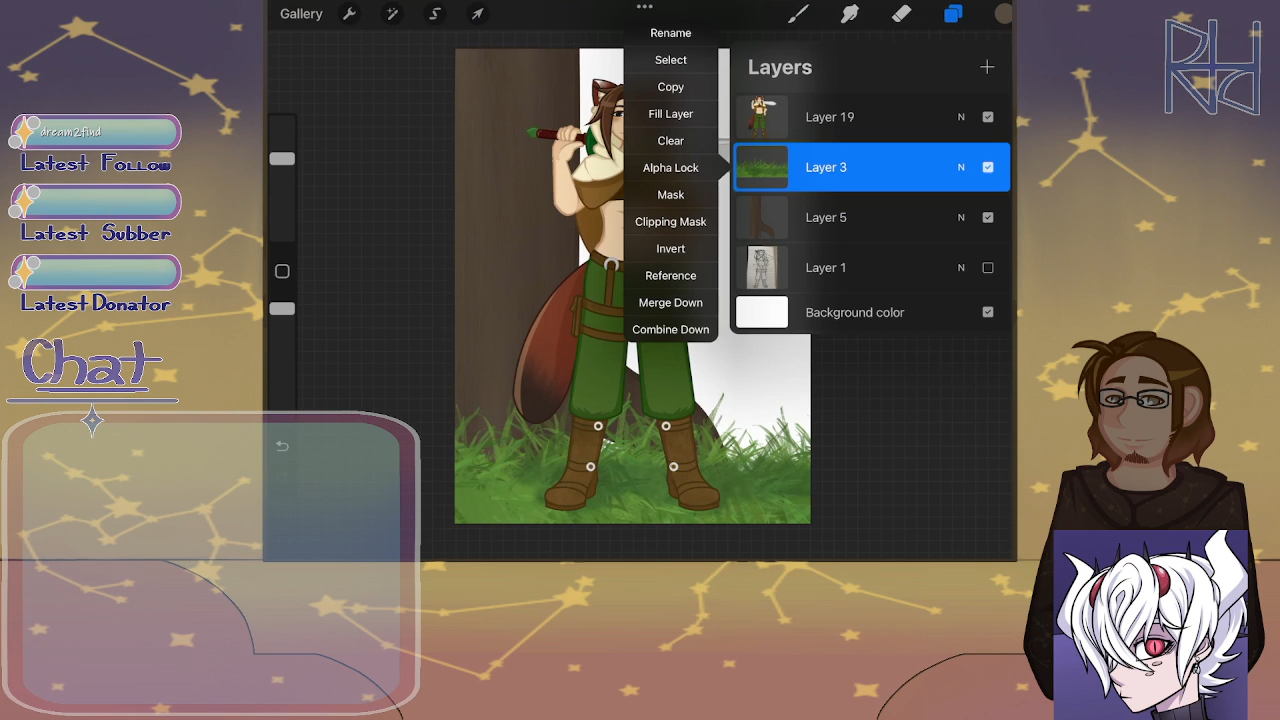 Gallery
Rename
Select
Copy
Fill Layer
Clear
Alpha Lock
Mask
Clipping Mask
Invert
Reference
Merge Down
Combine Down
Layers
Layer 19 N
Layer 3 N
Layer 5 N
Layer 1 N
Background color
dream2find
Latest Follow
Latest Subber
Latest Donator
Chat